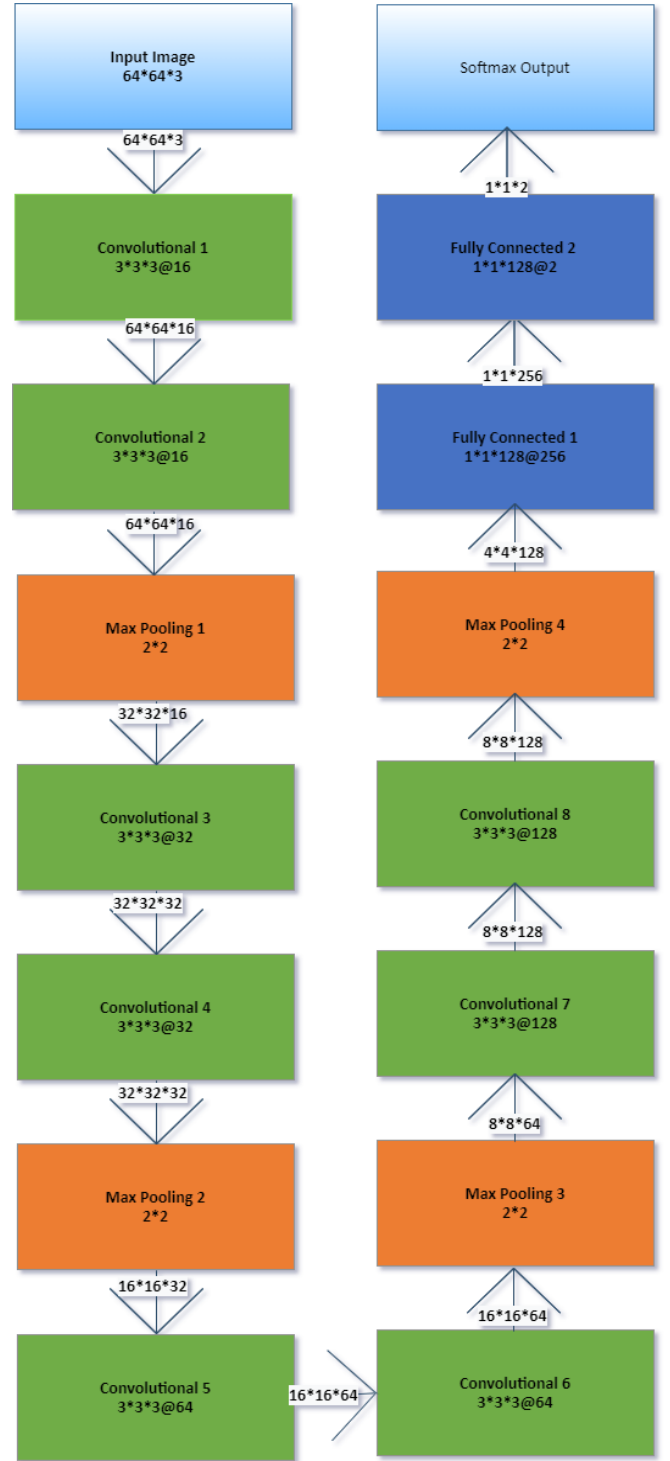 Input Image
64*64*3
64*64*3
Convolutional 1
3*3*3@16
64*64*16
Convolutional 2
3*3*3@16
64*64*16
Max Pooling 1
2*2
32*32*16
Convolutional 3
3*3*3@32
32*32*32
Convolutional 4
3*3*3@32
32*32*32
Max Pooling 2
2*2
16*16*32
Convolutional 5
3*3*3@64
16*16*64
Convolutional 6
3*3*3@64
16*16*64
Max Pooling 3
2*2
8*8*64
Convolutional 7
3*3*3@128
8*8*128
Convolutional 8
3*3*3@128
8*8*128
Max Pooling 4
2*2
4*4*128
Fully Connected 1
1*1*128@256
1*1*256
Fully Connected 2
1*1*128@2
1*1*2
Softmax Output